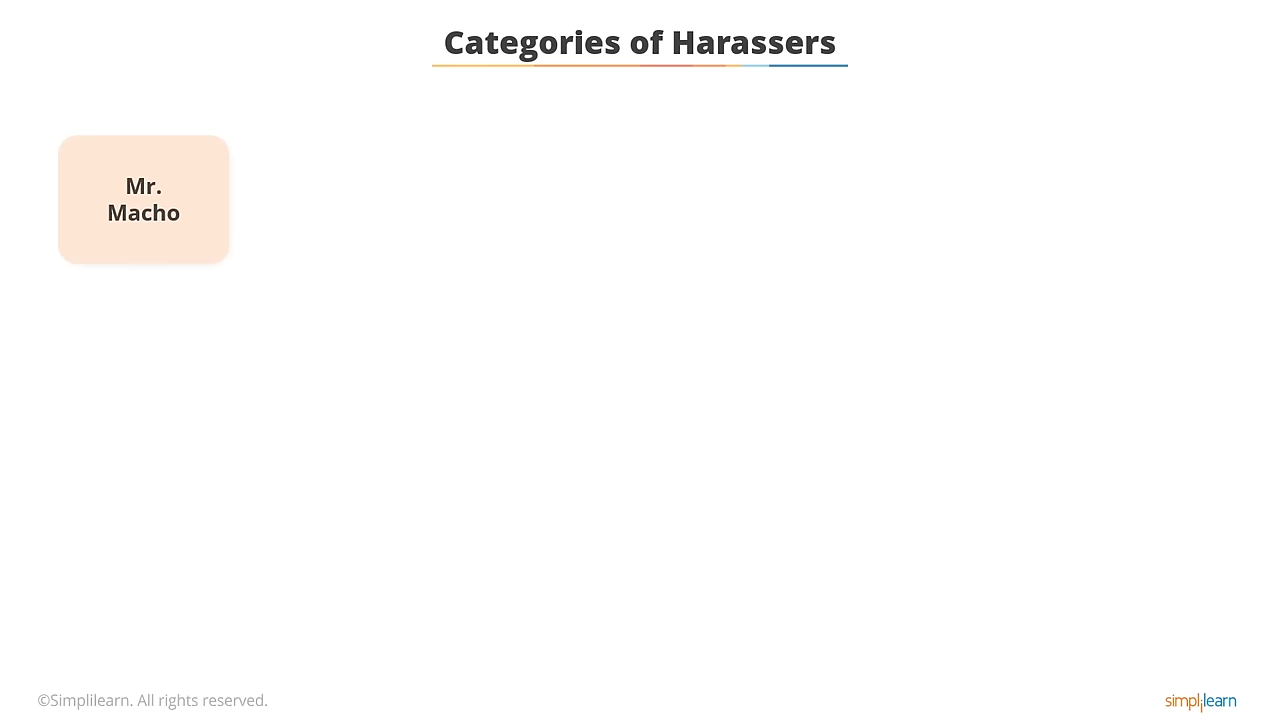 Categories of Harassers
Mr.
Macho
©Simplilearn. All rights reserved.
simplilearn